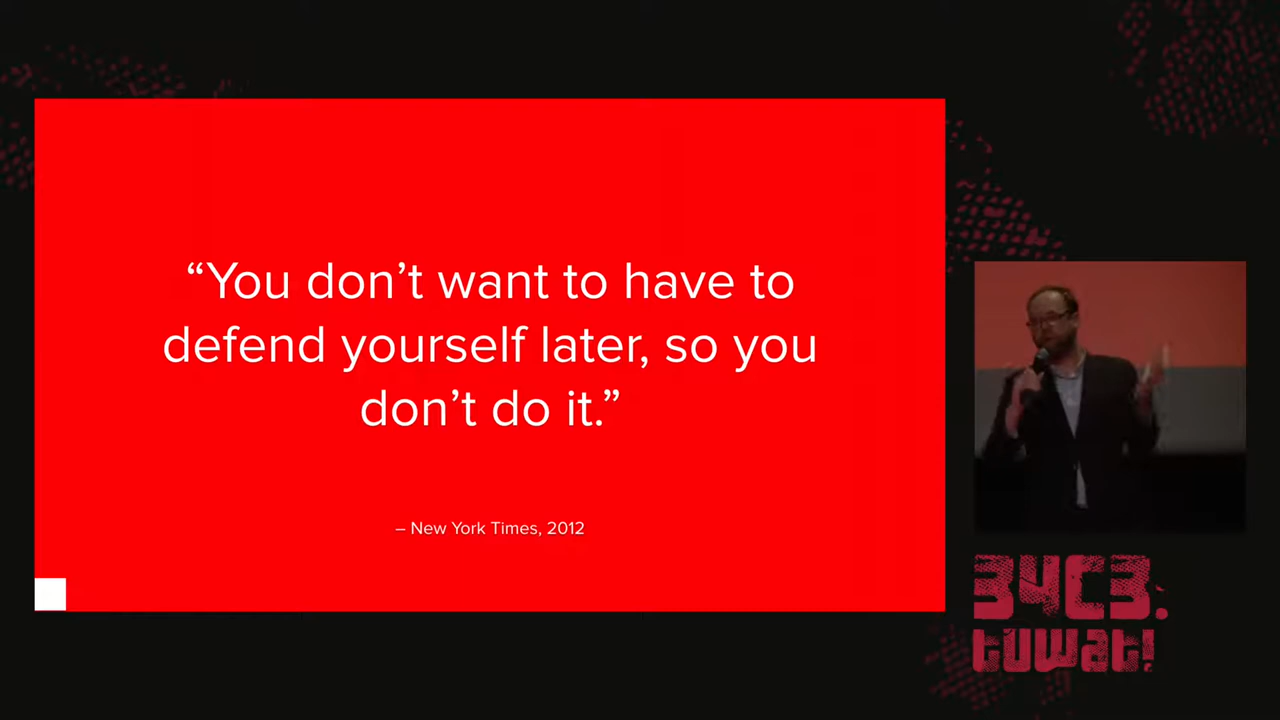 “You don’t want to have to
defend yourself later, so you
don’t do it.”
– New York Times, 2012
34C3.
tuwat!